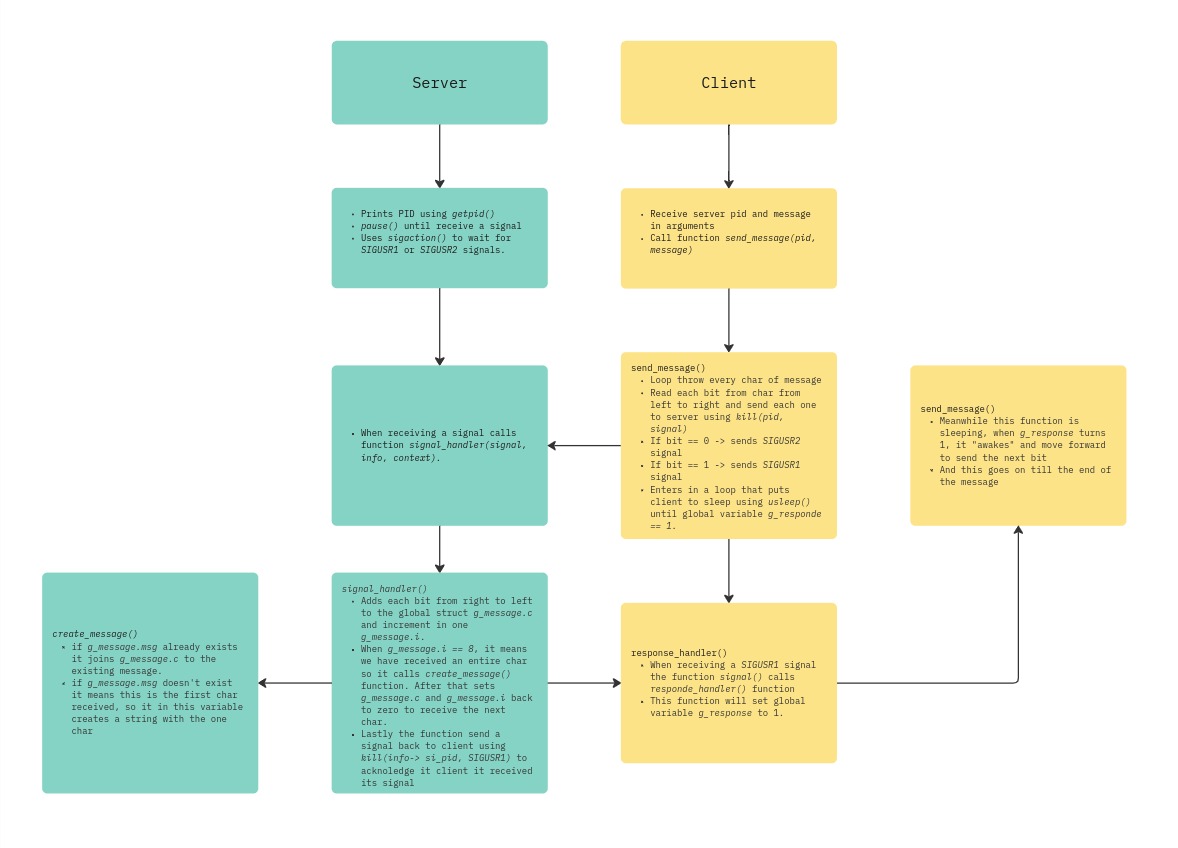 Server
Client
• Prints PID using getpid()
• pause() until receive a signal
• Uses sigaction() to wait for
SIGUSR1 or SIGUSR2 signals.
• Receive server pid and message
in arguments
• Call function send_message(pid,
message)
• When receiving a signal calls
function signal_handler(signal,
info, context).
send_message()
• Loop throw every char of message
• Read each bit from char from
left to right and send each one
to server using kill(pid,
signal)
• If bit == 0 -> sends SIGUSR2
signal
• If bit == 1 -> sends SIGUSR1
signal
• Enters in a loop that puts
client to sleep using usleep()
until global variable g_responde
== 1.
send_message()
• Meanwhile this function is
sleeping, when g_response turns
1, it "awakes" and move forward
to send the next bit
• And this goes on till the end of
the message
create_message()
• if g_message.msg already exists
it joins g_message.c to the
existing message.
• if g_message.msg doesn't exist
it means this is the first char
received, so it in this variable
creates a string with the one
char
signal_handler()
• Adds each bit from right to left
to the global struct g_message.c
and increment in one
g_message.i.
• When g_message.i == 8, it means
we have received an entire char
so it calls create_message()
function. After that sets
g_message.c and g_message.i back
to zero to receive the next
char.
• Lastly the function send a
signal back to client using
kill(info-> si_pid, SIGUSR1) to
acknoledge it client it received
its signal
response_handler()
• When receiving a SIGUSR1 signal
the function signal() calls
responde_handler() function
• This function will set global
variable g_response to 1.